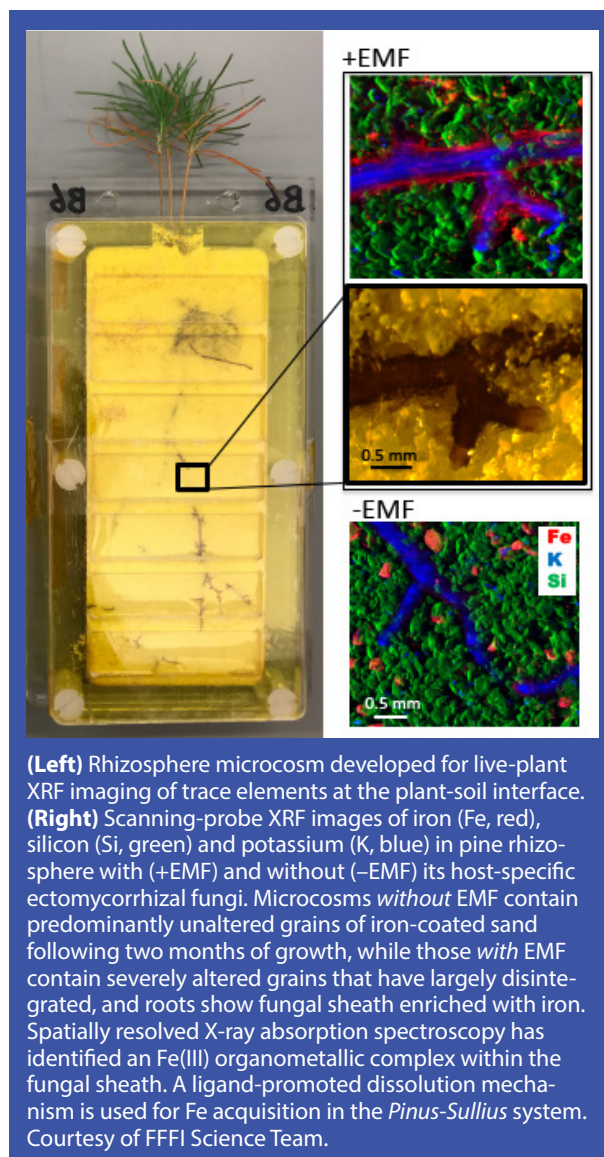 +EMF
B6
B6
0.5 mm
-EMF
Fe
K
Si
0.5 mm
(Left) Rhizosphere microcosm developed for live-plant
XRF imaging of trace elements at the plant-soil interface.
(Right) Scanning-probe XRF images of iron (Fe, red),
silicon (Si, green) and potassium (K, blue) in pine rhizo-
sphere with (+EMF) and without (–EMF) its host-specific
ectomycorrhizal fungi. Microcosms without EMF contain
predominantly unaltered grains of iron-coated sand
following two months of growth, while those with EMF
contain severely altered grains that have largely disinte-
grated, and roots show fungal sheath enriched with iron.
Spatially resolved X-ray absorption spectroscopy has
identified an Fe(III) organometallic complex within the
fungal sheath. A ligand-promoted dissolution mecha-
nism is used for Fe acquisition in the Pinus-Sullius system.
Courtesy of FFFI Science Team.